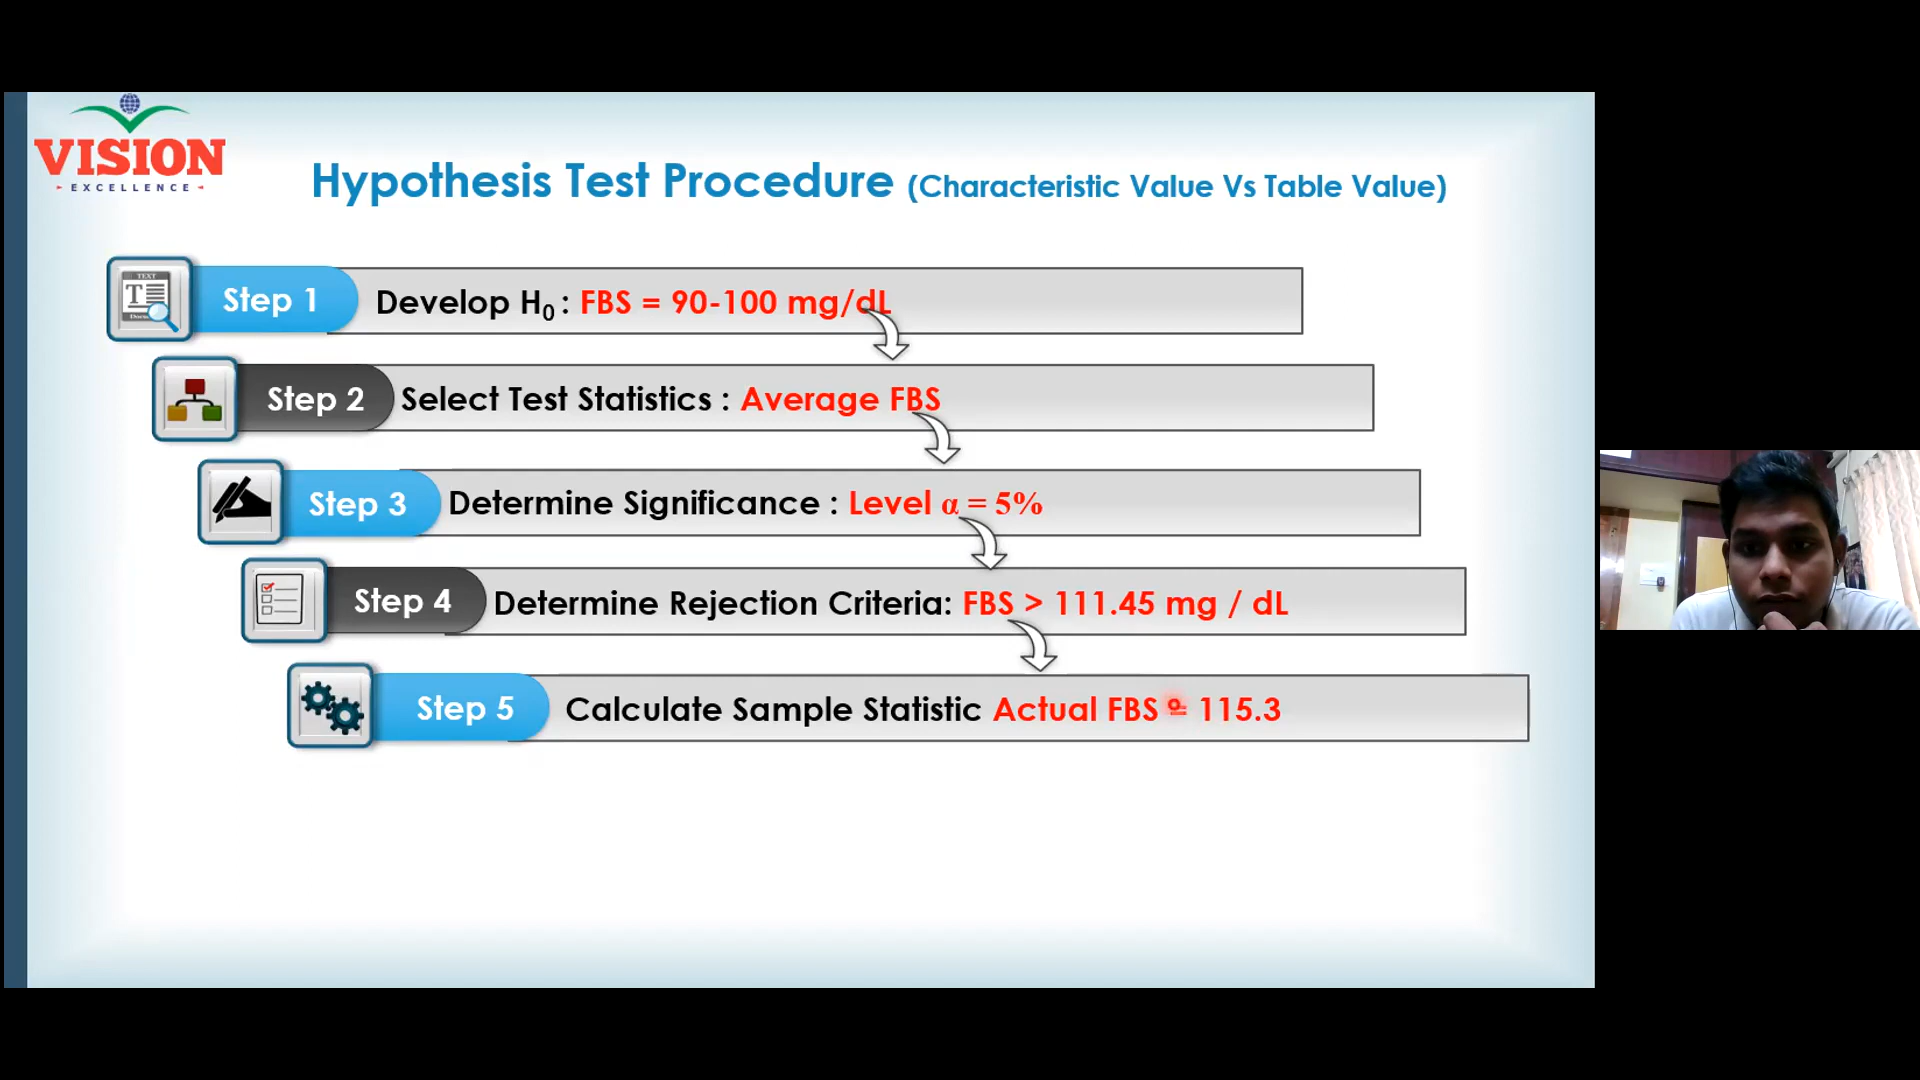 VISION
EXCELLENCE
Hypothesis Test Procedure (Characteristic Value Vs Table Value)
Step 1 Develop H₀ : FBS = 90-100 mg/dL
Step 2 Select Test Statistics : Average FBS
Step 3 Determine Significance : Level α = 5%
Step 4 Determine Rejection Criteria: FBS > 111.45 mg / dL
Step 5 Calculate Sample Statistic Actual FBS = 115.3